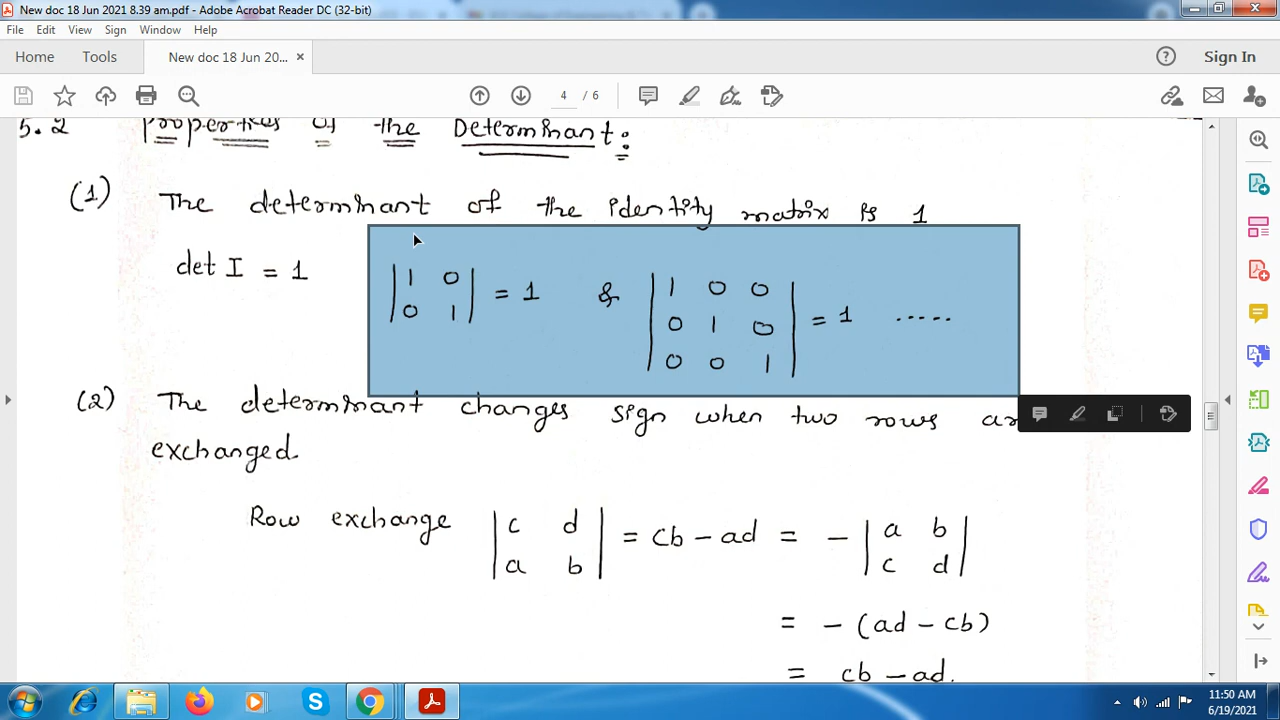 New doc 18 Jun 2021 8.39 am.pdf - Adobe Acrobat Reader DC (32-bit)
File Edit View Sign Window Help
Home Tools New doc 18 Jun 20... × Sign In
4 / 6
5.2 Properties of the Determinant:
(1) The determinant of the identity matrix is 1
det I = 1
|1 0| = 1 & |1 0 0| = 1 .....
|0 1| |0 1 0|
|0 0 1|
(2) The determinant changes sign when two rows
exchanged.
Row exchange |c d| = cb - ad = - |a b|
|a b| |c d|
= - (ad - cb)
= cb - ad.
11:50 AM
6/19/2021